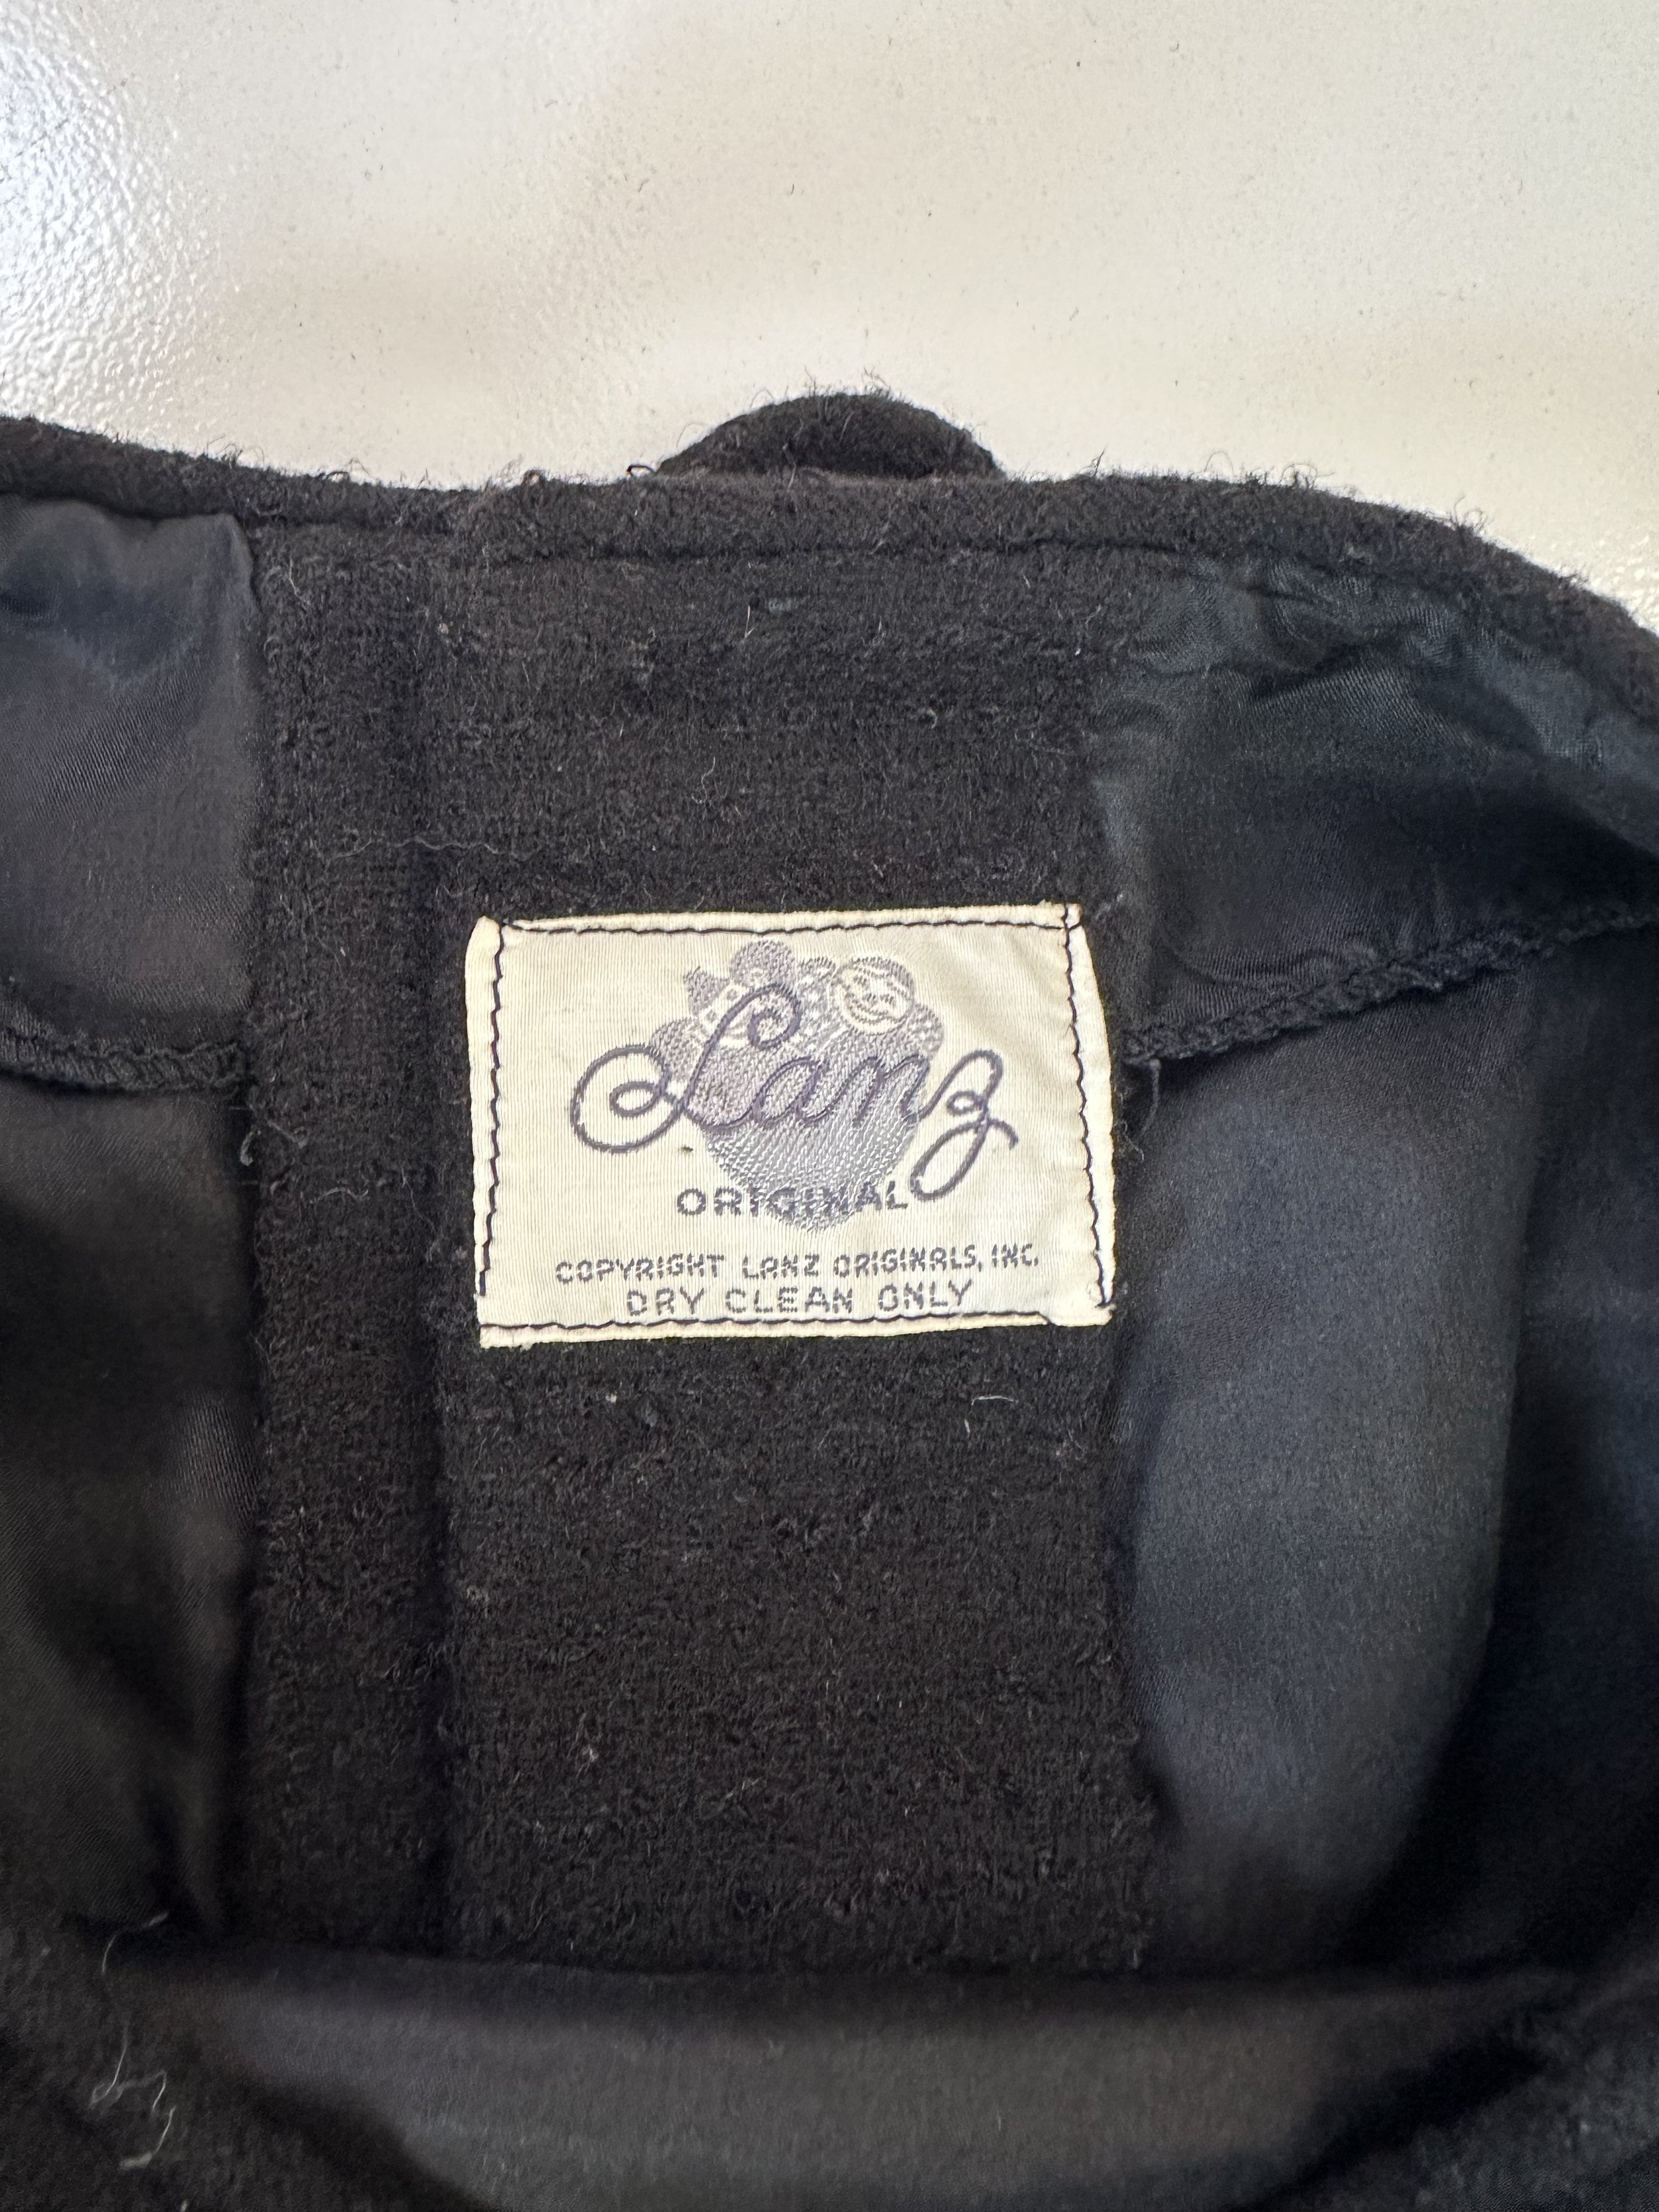 Lanz
ORIGINAL
COPYRIGHT LANZ ORIGINALS, INC.
DRY CLEAN ONLY